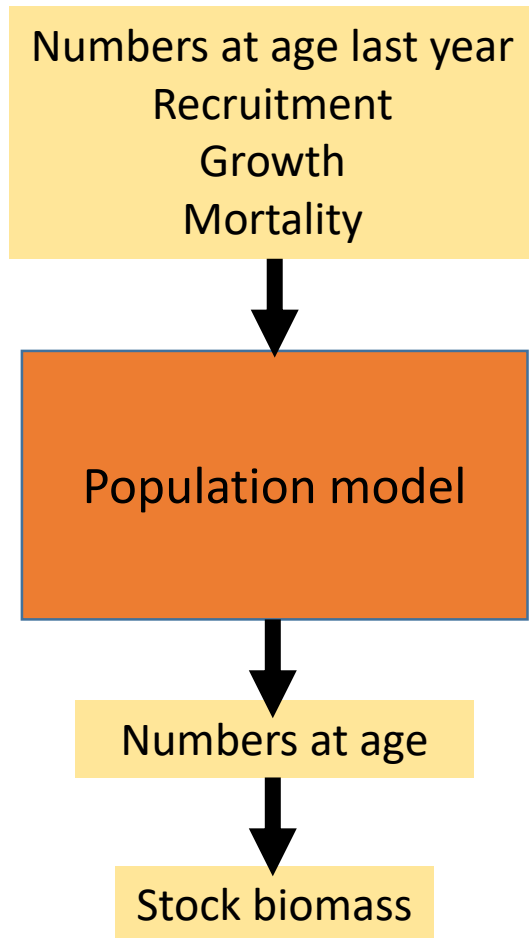 Numbers at age last year
Recruitment
Growth
Mortality
Population model
Numbers at age
Stock biomass